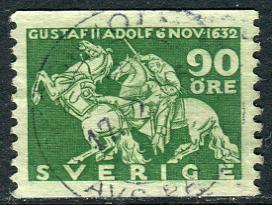 GUSTAF II ADOLF 6 NOV 1632
90
ÖRE
SVERIGE